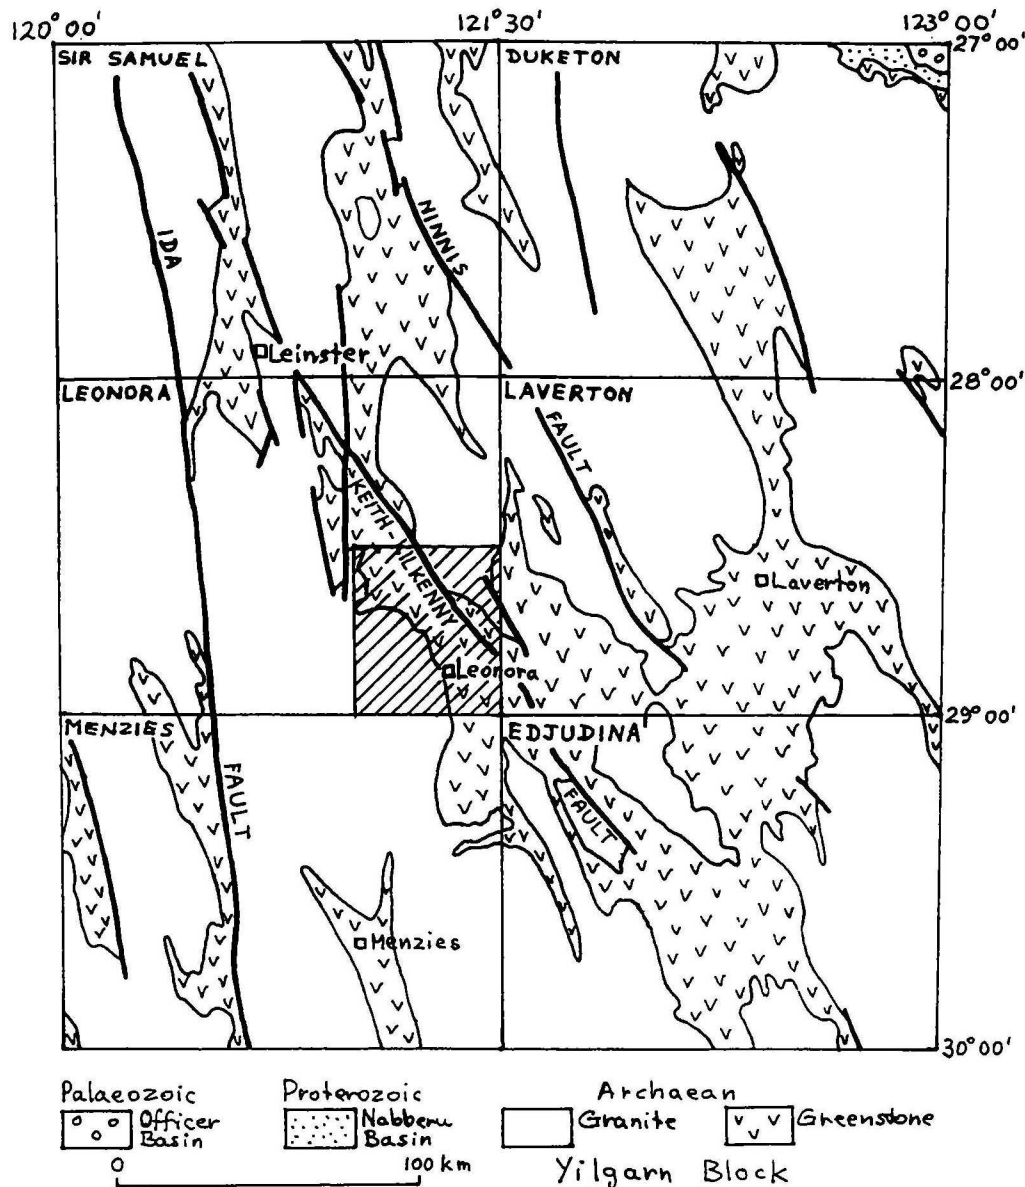 120° 00'
121° 30'
123° 00'
27° 00'
SIR SAMUEL
DUKETON
IDA
NINNIS
Leinster
28° 00'
LEONORA
LAVERTON
FAULT
KEITH-KILKENNY
Laverton
Leonora
29° 00'
MENZIES
EDJUDINA
FAULT
FAULT
Menzies
30° 00'
Palaeozoic
Proterozoic
Archaean
Officer Basin
Nabberu Basin
Granite
Greenstone
0
100 km
Yilgarn Block